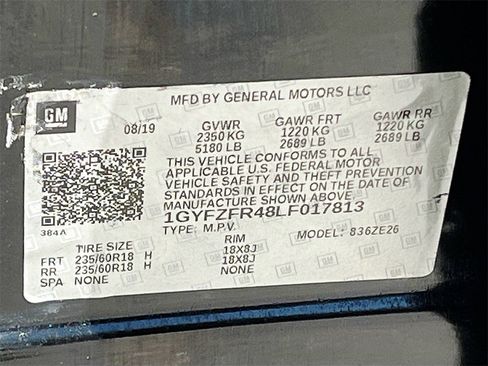 MFD BY GENERAL MOTORS LLC
GM
08/19 GVWR GAWR FRT GAWR RR
2350 KG 1220 KG 1220 KG
5180 LB 2689 LB 2689 LB
THIS VEHICLE CONFORMS TO ALL
APPLICABLE U.S. FEDERAL MOTOR
VEHICLE SAFETY AND THEFT PREVENTION
STANDARDS IN EFFECT ON THE DATE OF
MANUFACTURE SHOWN ABOVE.
1GYFZFR48LF017813
384A
TYPE: M.P.V. MODEL: 836ZE26
TIRE SIZE RIM
FRT 235/60R18 H 18X8J
RR 235/60R18 H 18X8J
SPA NONE NONE